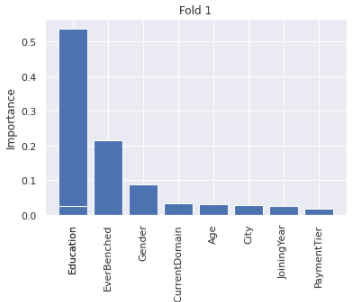 Fold 1
Importance
0.5
0.4
0.3
0.2
0.1
0.0
Education
EverBenched
Gender
CurrentDomain
Age
City
JoiningYear
PaymentTier